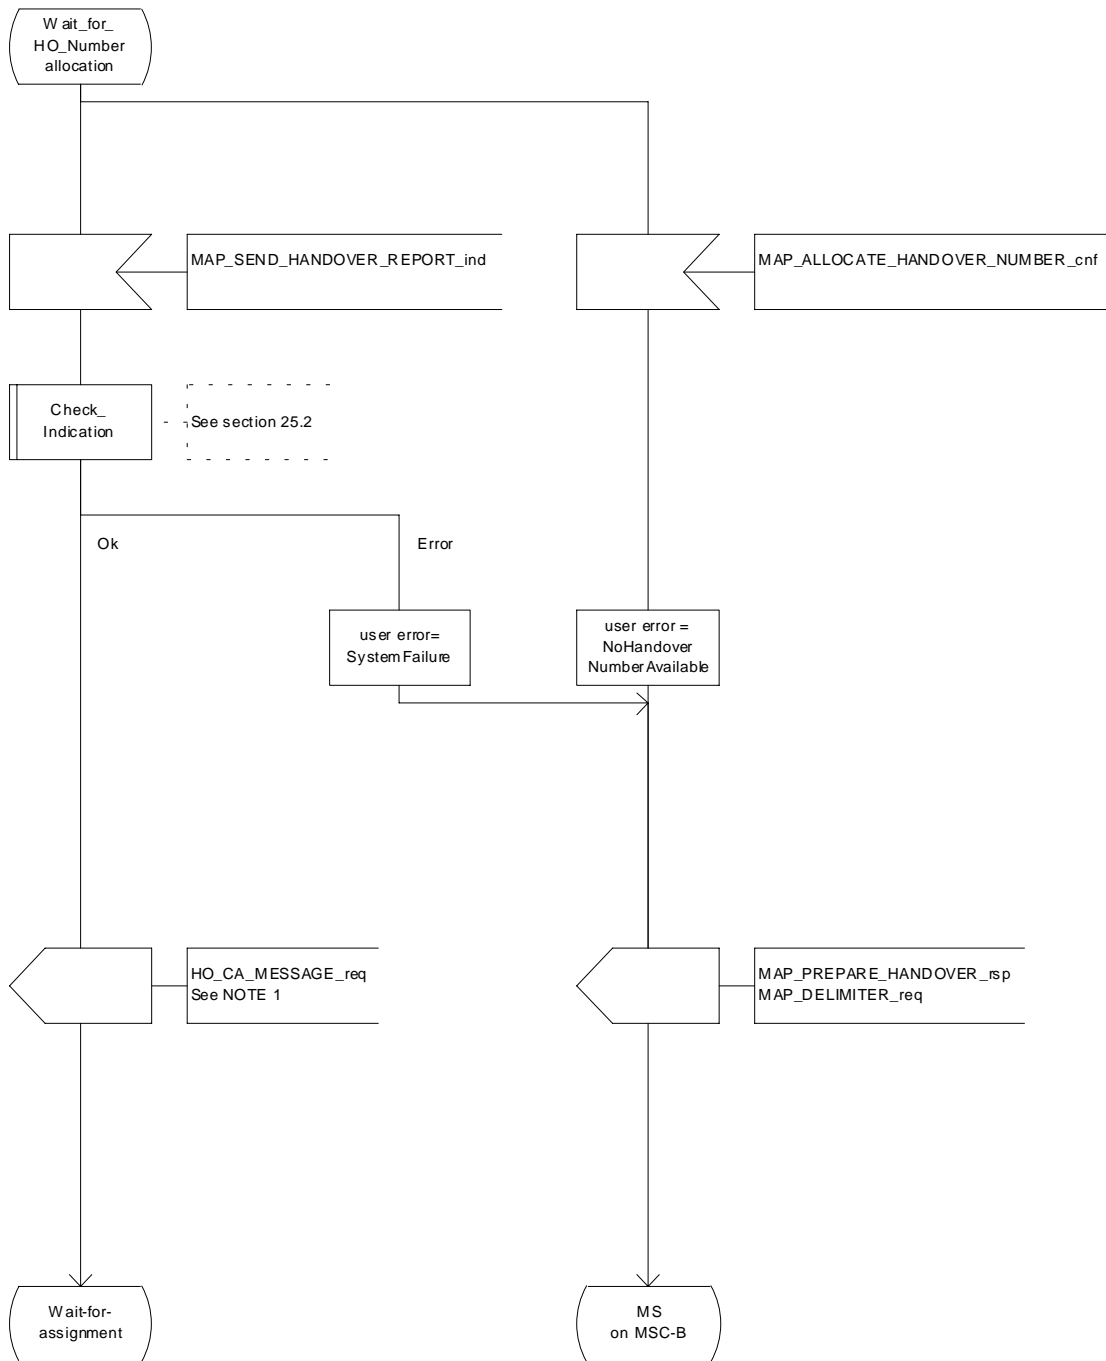 Wait_for_
HO_Number
allocation
MAP_SEND_HANDOVER_REPORT_ind
MAP_ALLOCATE_HANDOVER_NUMBER_cnf
Check_
Indication
See section 25.2
Ok
Error
user error=
SystemFailure
user error =
NoHandover
NumberAvailable
HO_CA_MESSAGE_req
See NOTE 1
MAP_PREPARE_HANDOVER_rsp
MAP_DELIMITER_req
Wait-for-
assignment
MS
on MSC-B